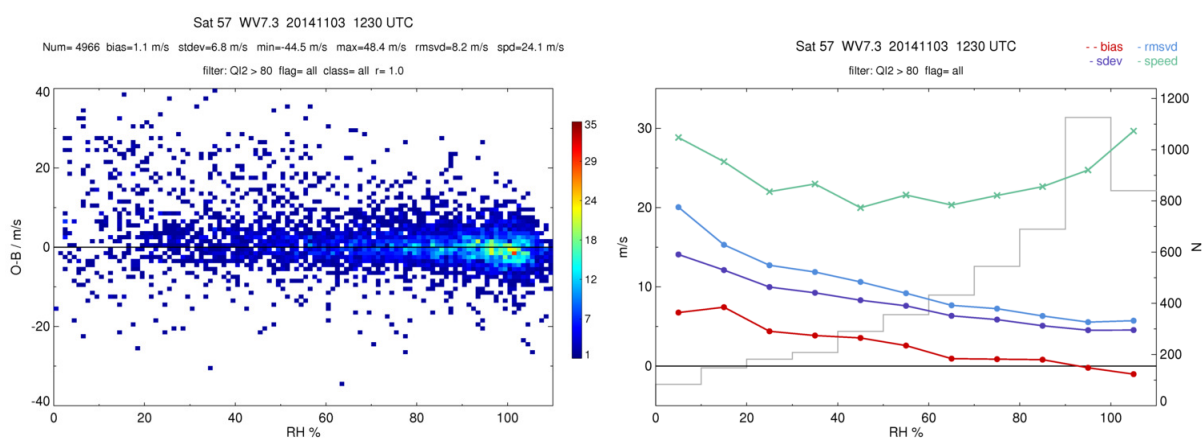 Sat 57 WV7.3 20141103 1230 UTC
Num= 4966 bias=1.1 m/s stdev=6.8 m/s min=-44.5 m/s max=48.4 m/s rmsvd=8.2 m/s spd=24.1 m/s
filter: QI2 > 80 flag= all class= all r= 1.0
40
20
0
-20
-40
O-B / m/s
0
20
40
60
80
100
RH %
35
29
24
18
12
7
1
Sat 57 WV7.3 20141103 1230 UTC
filter: QI2 > 80 flag= all
- - bias
- rmsvd
- sdev
- speed
30
20
10
0
m/s
0
20
40
60
80
100
RH %
1200
1000
800
600
400
200
0
N